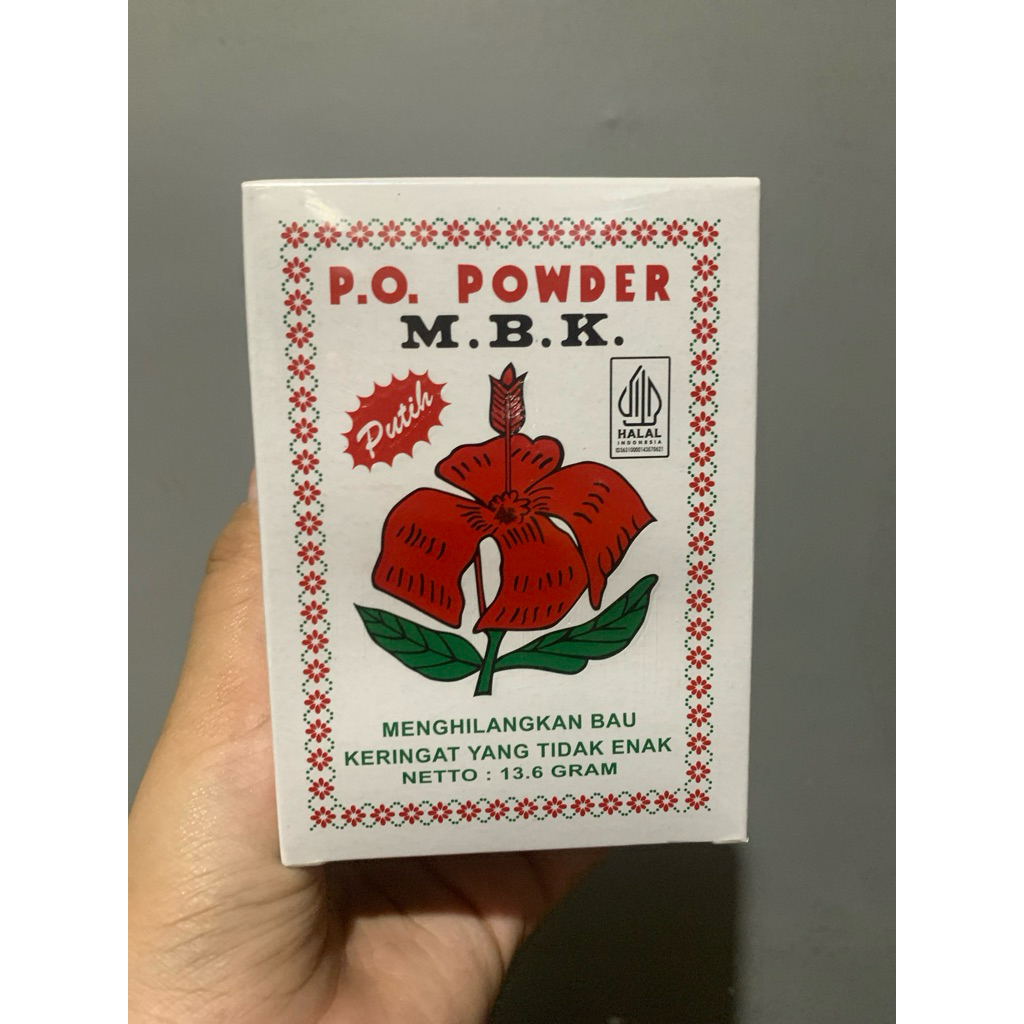 P.O. POWDER
M.B.K.
Putih
HALAL
INDONESIA
MENGHILANGKAN BAU
KERINGAT YANG TIDAK ENAK
NETTO : 13.6 GRAM